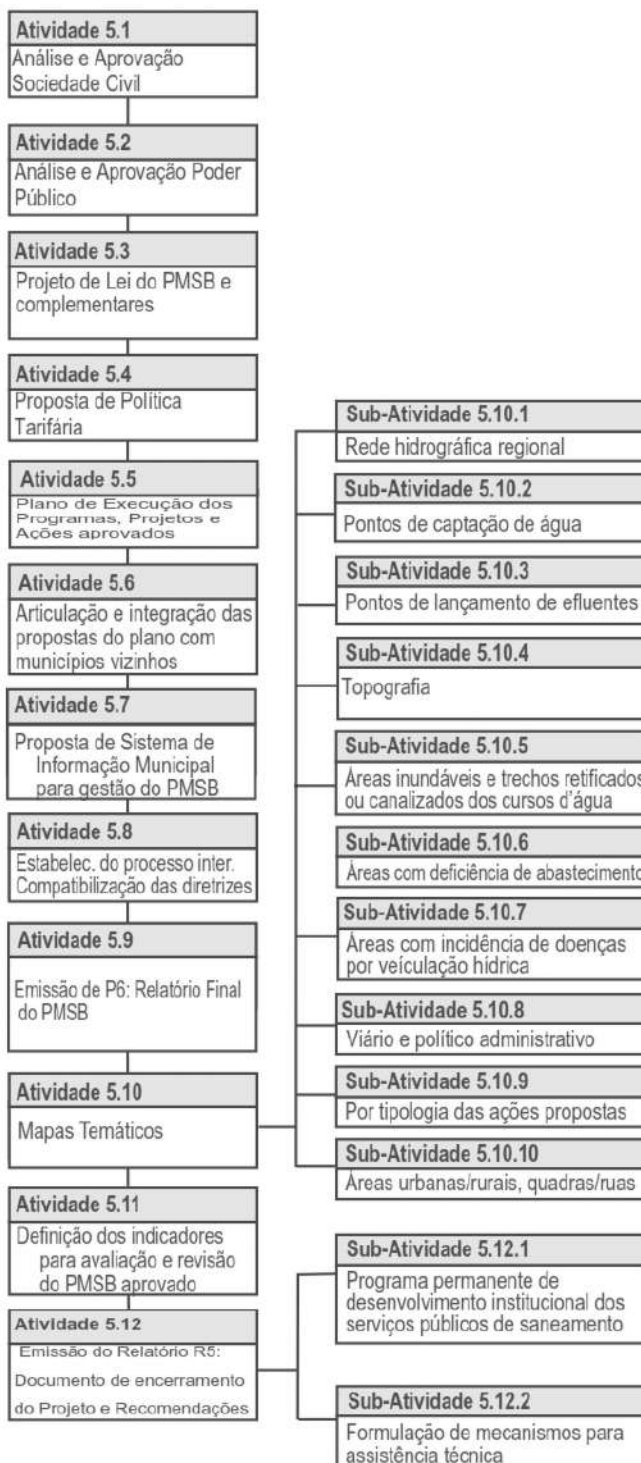 Atividade 5.1
Análise e Aprovação
Sociedade Civil
Atividade 5.2
Análise e Aprovação Poder
Público
Atividade 5.3
Projeto de Lei do PMSB e
complementares
Atividade 5.4
Proposta de Política
Tarifária
Atividade 5.5
Plano de Execução dos
Programas, Projetos e
Ações aprovados
Atividade 5.6
Articulação e integração das
propostas do plano com
municípios vizinhos
Atividade 5.7
Proposta de Sistema de
Informação Municipal
para gestão do PMSB
Atividade 5.8
Estabelec. do processo inter.
Compatibilização das diretrizes
Atividade 5.9
Emissão de P6: Relatório Final
do PMSB
Atividade 5.10
Mapas Temáticos
Atividade 5.11
Definição dos indicadores
para avaliação e revisão
do PMSB aprovado
Atividade 5.12
Emissão do Relatório R5:
Documento de encerramento
do Projeto e Recomendações
Sub-Atividade 5.10.1
Rede hidrográfica regional
Sub-Atividade 5.10.2
Pontos de captação de água
Sub-Atividade 5.10.3
Pontos de lançamento de efluentes
Sub-Atividade 5.10.4
Topografia
Sub-Atividade 5.10.5
Áreas inundáveis e trechos retificados
ou canalizados dos cursos d'água
Sub-Atividade 5.10.6
Áreas com deficiência de abastecimento
Sub-Atividade 5.10.7
Áreas com incidência de doenças
por veículação hídrica
Sub-Atividade 5.10.8
Viário e político administrativo
Sub-Atividade 5.10.9
Por tipologia das ações propostas
Sub-Atividade 5.10.10
Áreas urbanas/rurais, quadras/ruas
Sub-Atividade 5.12.1
Programa permanente de
desenvolvimento institucional dos
serviços públicos de saneamento
Sub-Atividade 5.12.2
Formulação de mecanismos para
assistência técnica